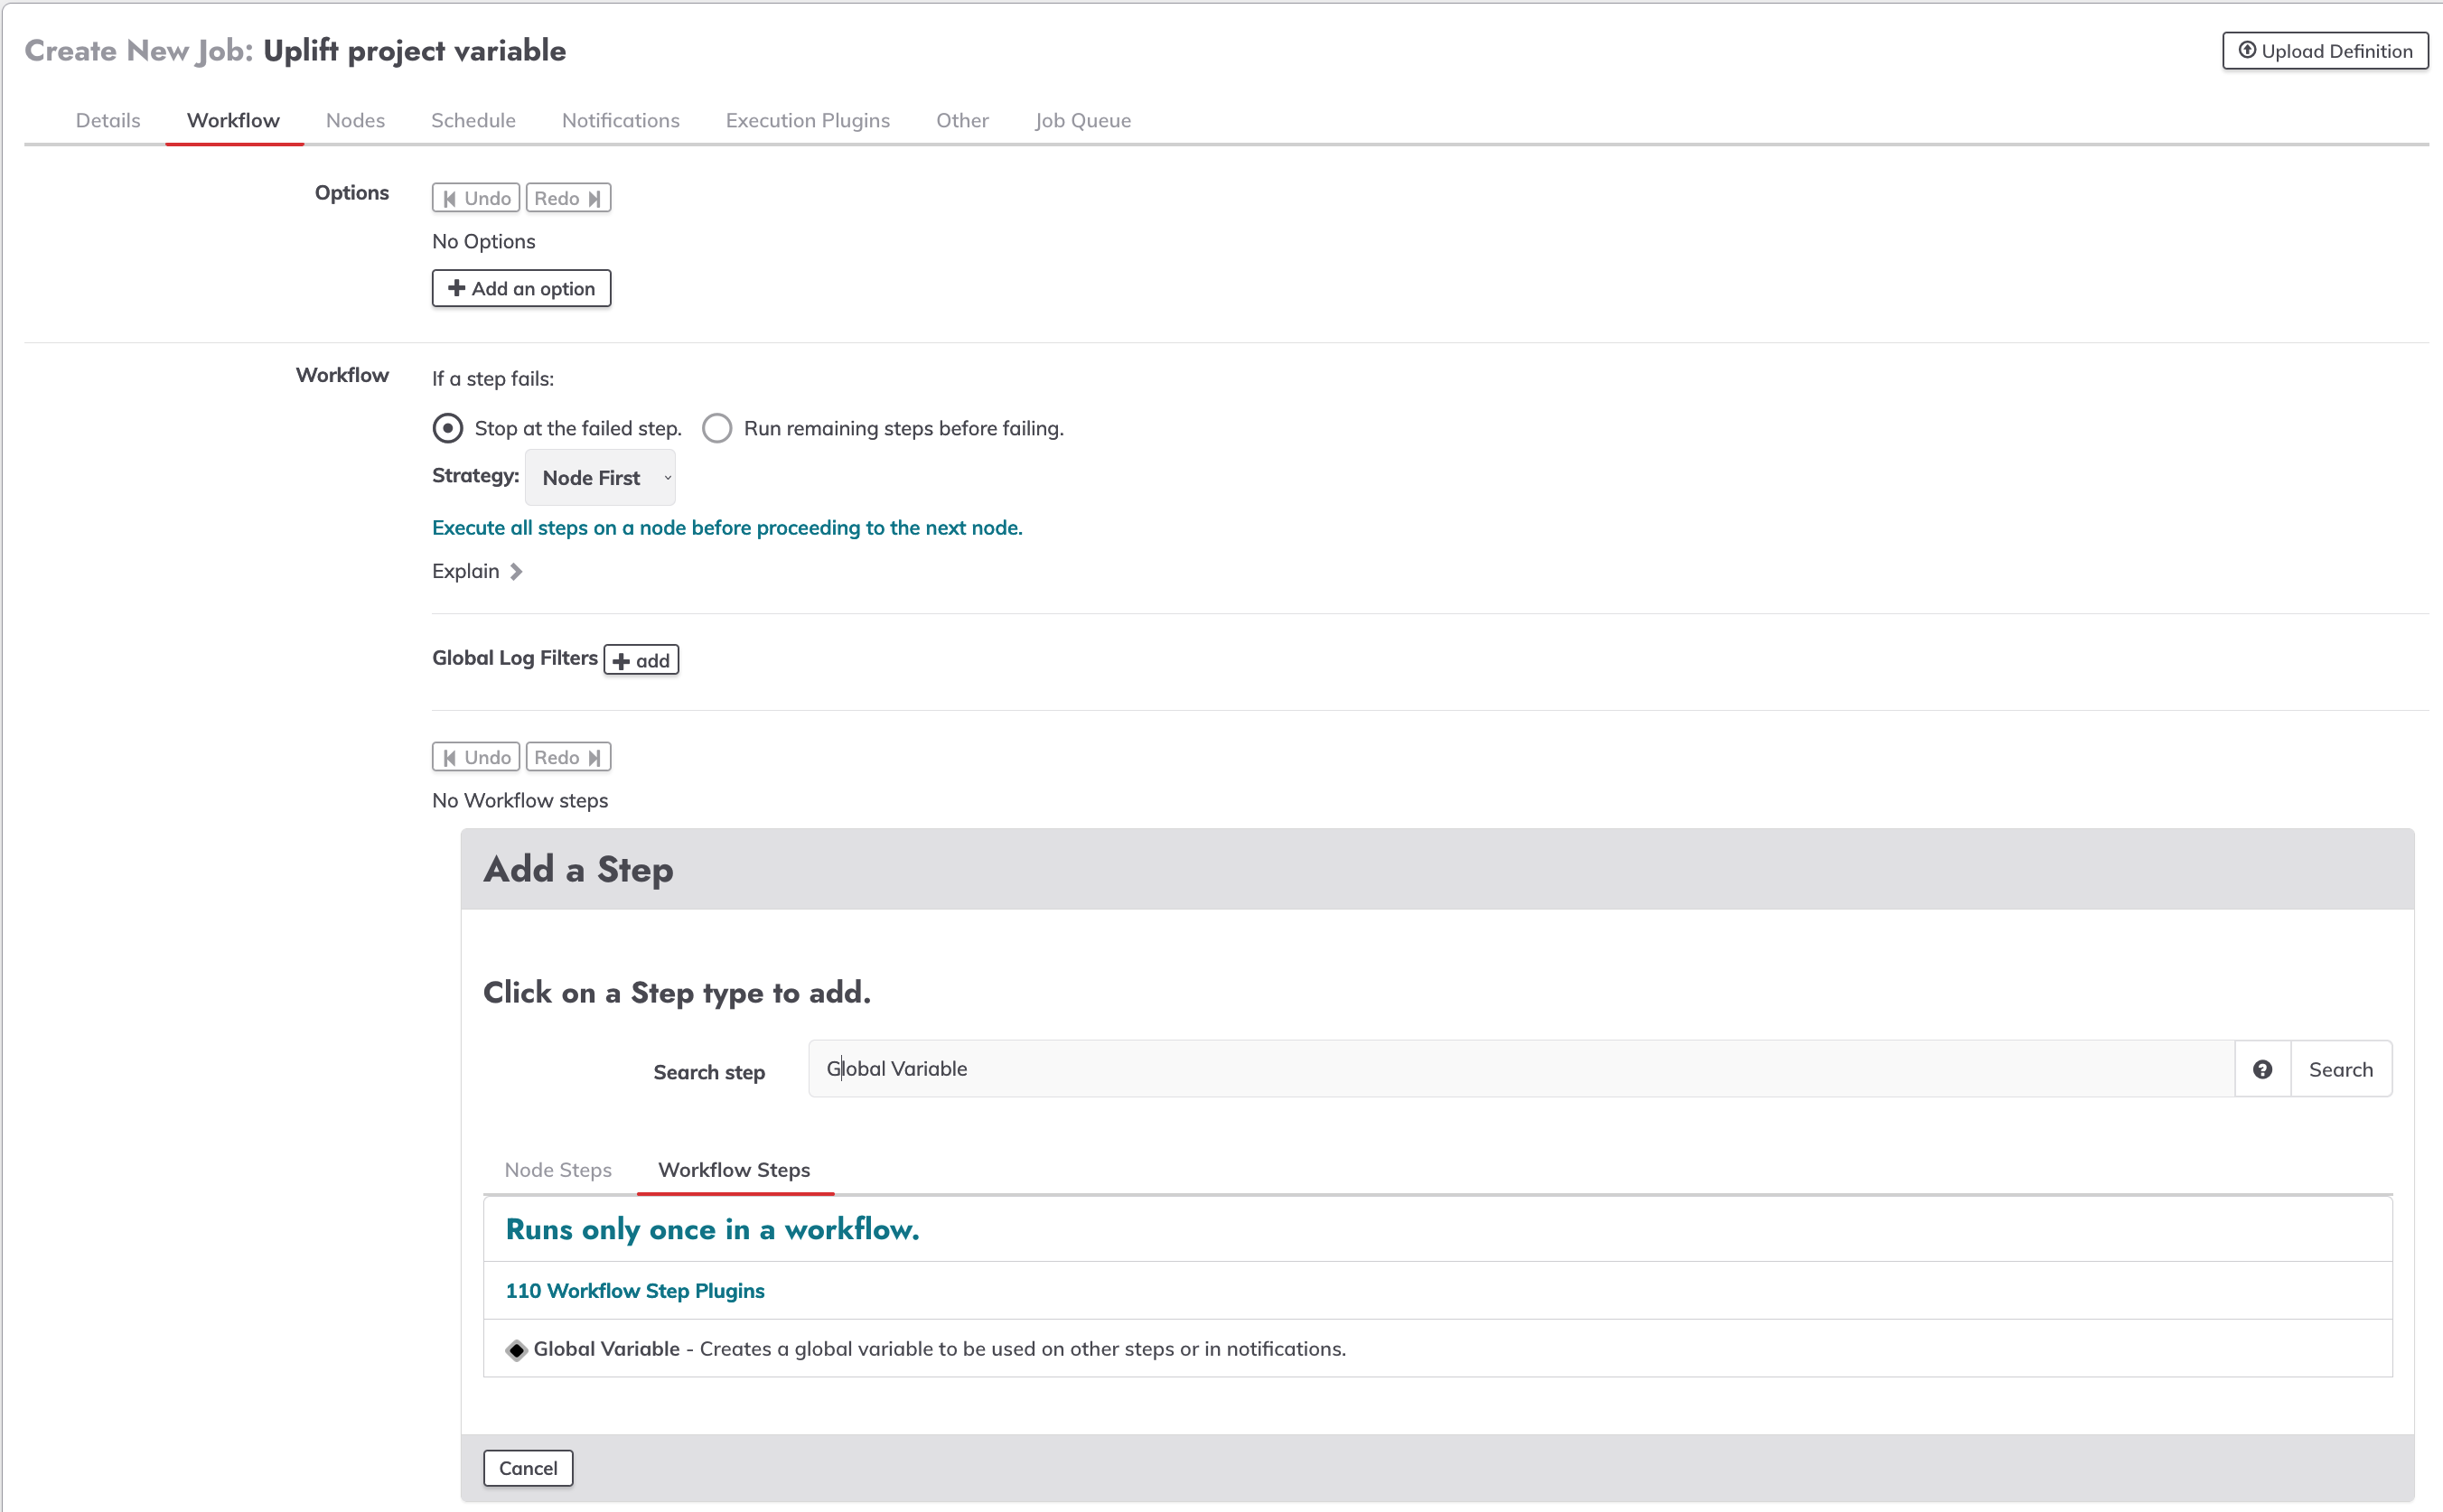 Create New Job: Uplift project variable
Upload Definition
Details Workflow Nodes Schedule Notifications Execution Plugins Other Job Queue
Options
Undo Redo
No Options
Add an option
Workflow
If a step fails:
Stop at the failed step. Run remaining steps before failing.
Strategy: Node First
Execute all steps on a node before proceeding to the next node.
Explain
Global Log Filters add
Undo Redo
No Workflow steps
Add a Step
Click on a Step type to add.
Search step Global Variable Search
Node Steps Workflow Steps
Runs only once in a workflow.
110 Workflow Step Plugins
Global Variable - Creates a global variable to be used on other steps or in notifications.
Cancel